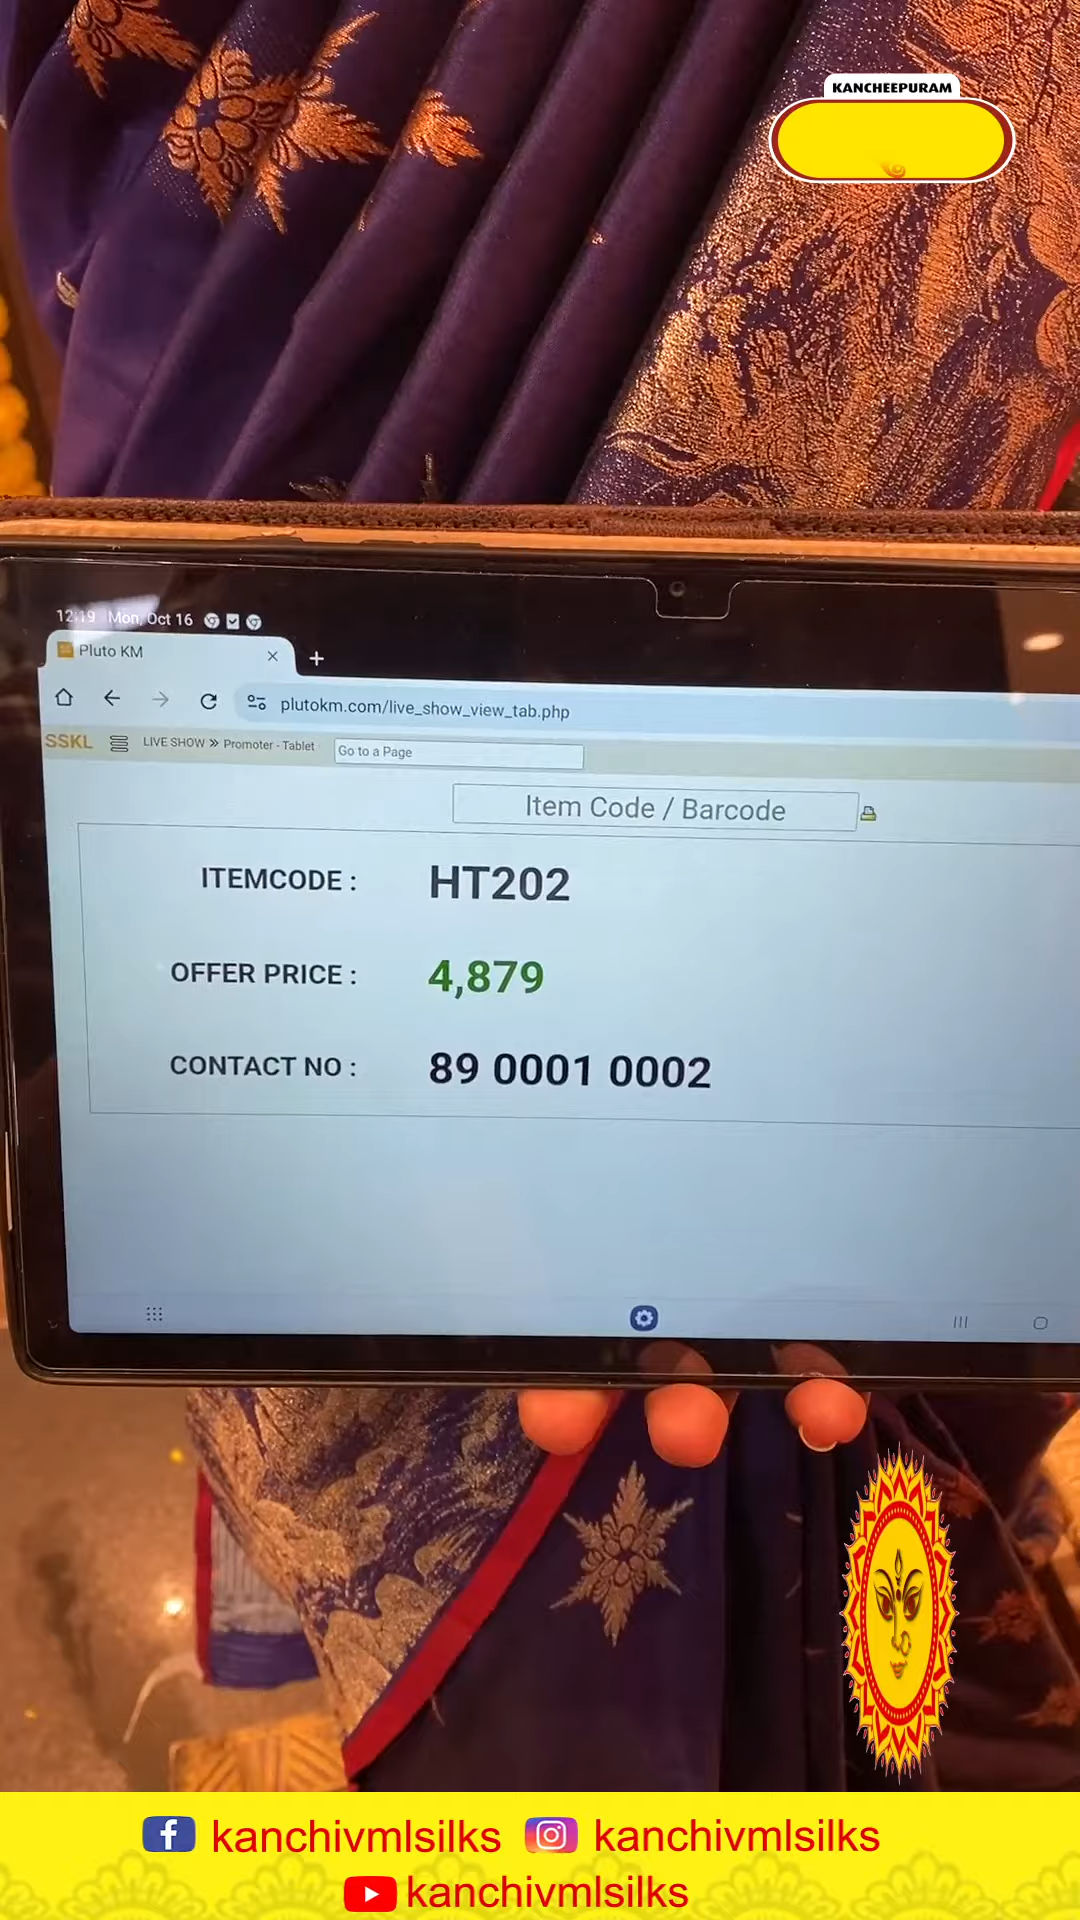 KANCHEEPURAM
12:19 Mon, Oct 16
Pluto KM
plutokm.com/live_show_view_tab.php
SSKL LIVE SHOW >> Promoter - Tablet Go to a Page
Item Code / Barcode
ITEMCODE : HT202
OFFER PRICE : 4,879
CONTACT NO : 89 0001 0002
kanchivmlsilks kanchivmlsilks
kanchivmlsilks